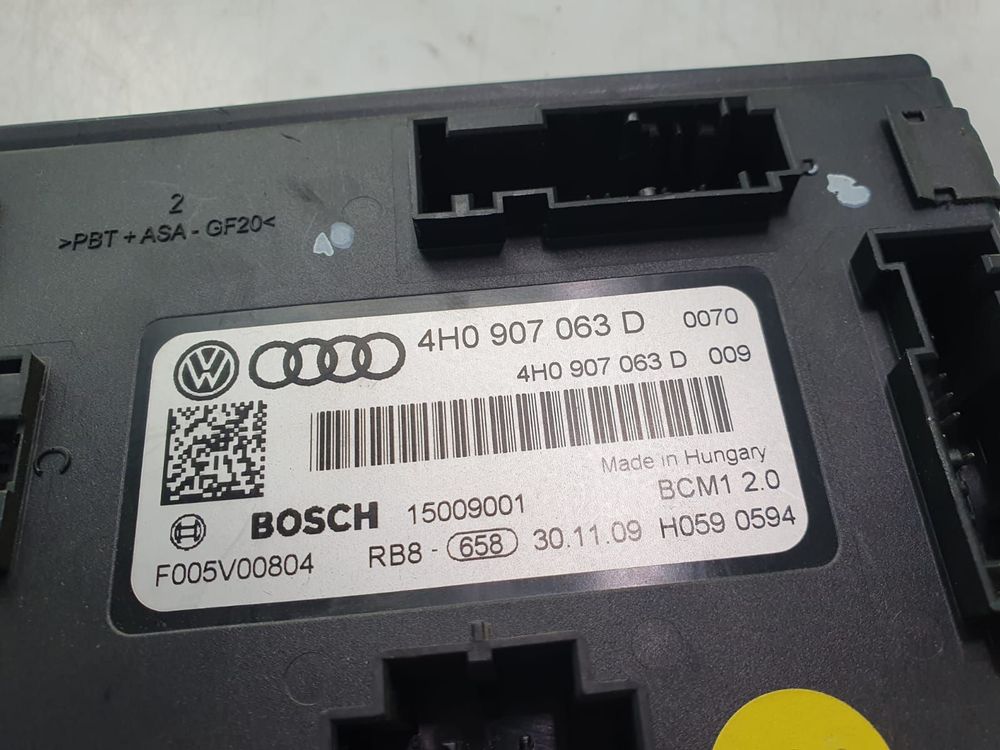 2
>PBT + ASA - GF20<
4H0 907 063 D 0070
4H0 907 063 D 009
Made in Hungary
BCM1 2.0
BOSCH 15009001
F005V00804 RB8 - 658 30.11.09 H059 0594